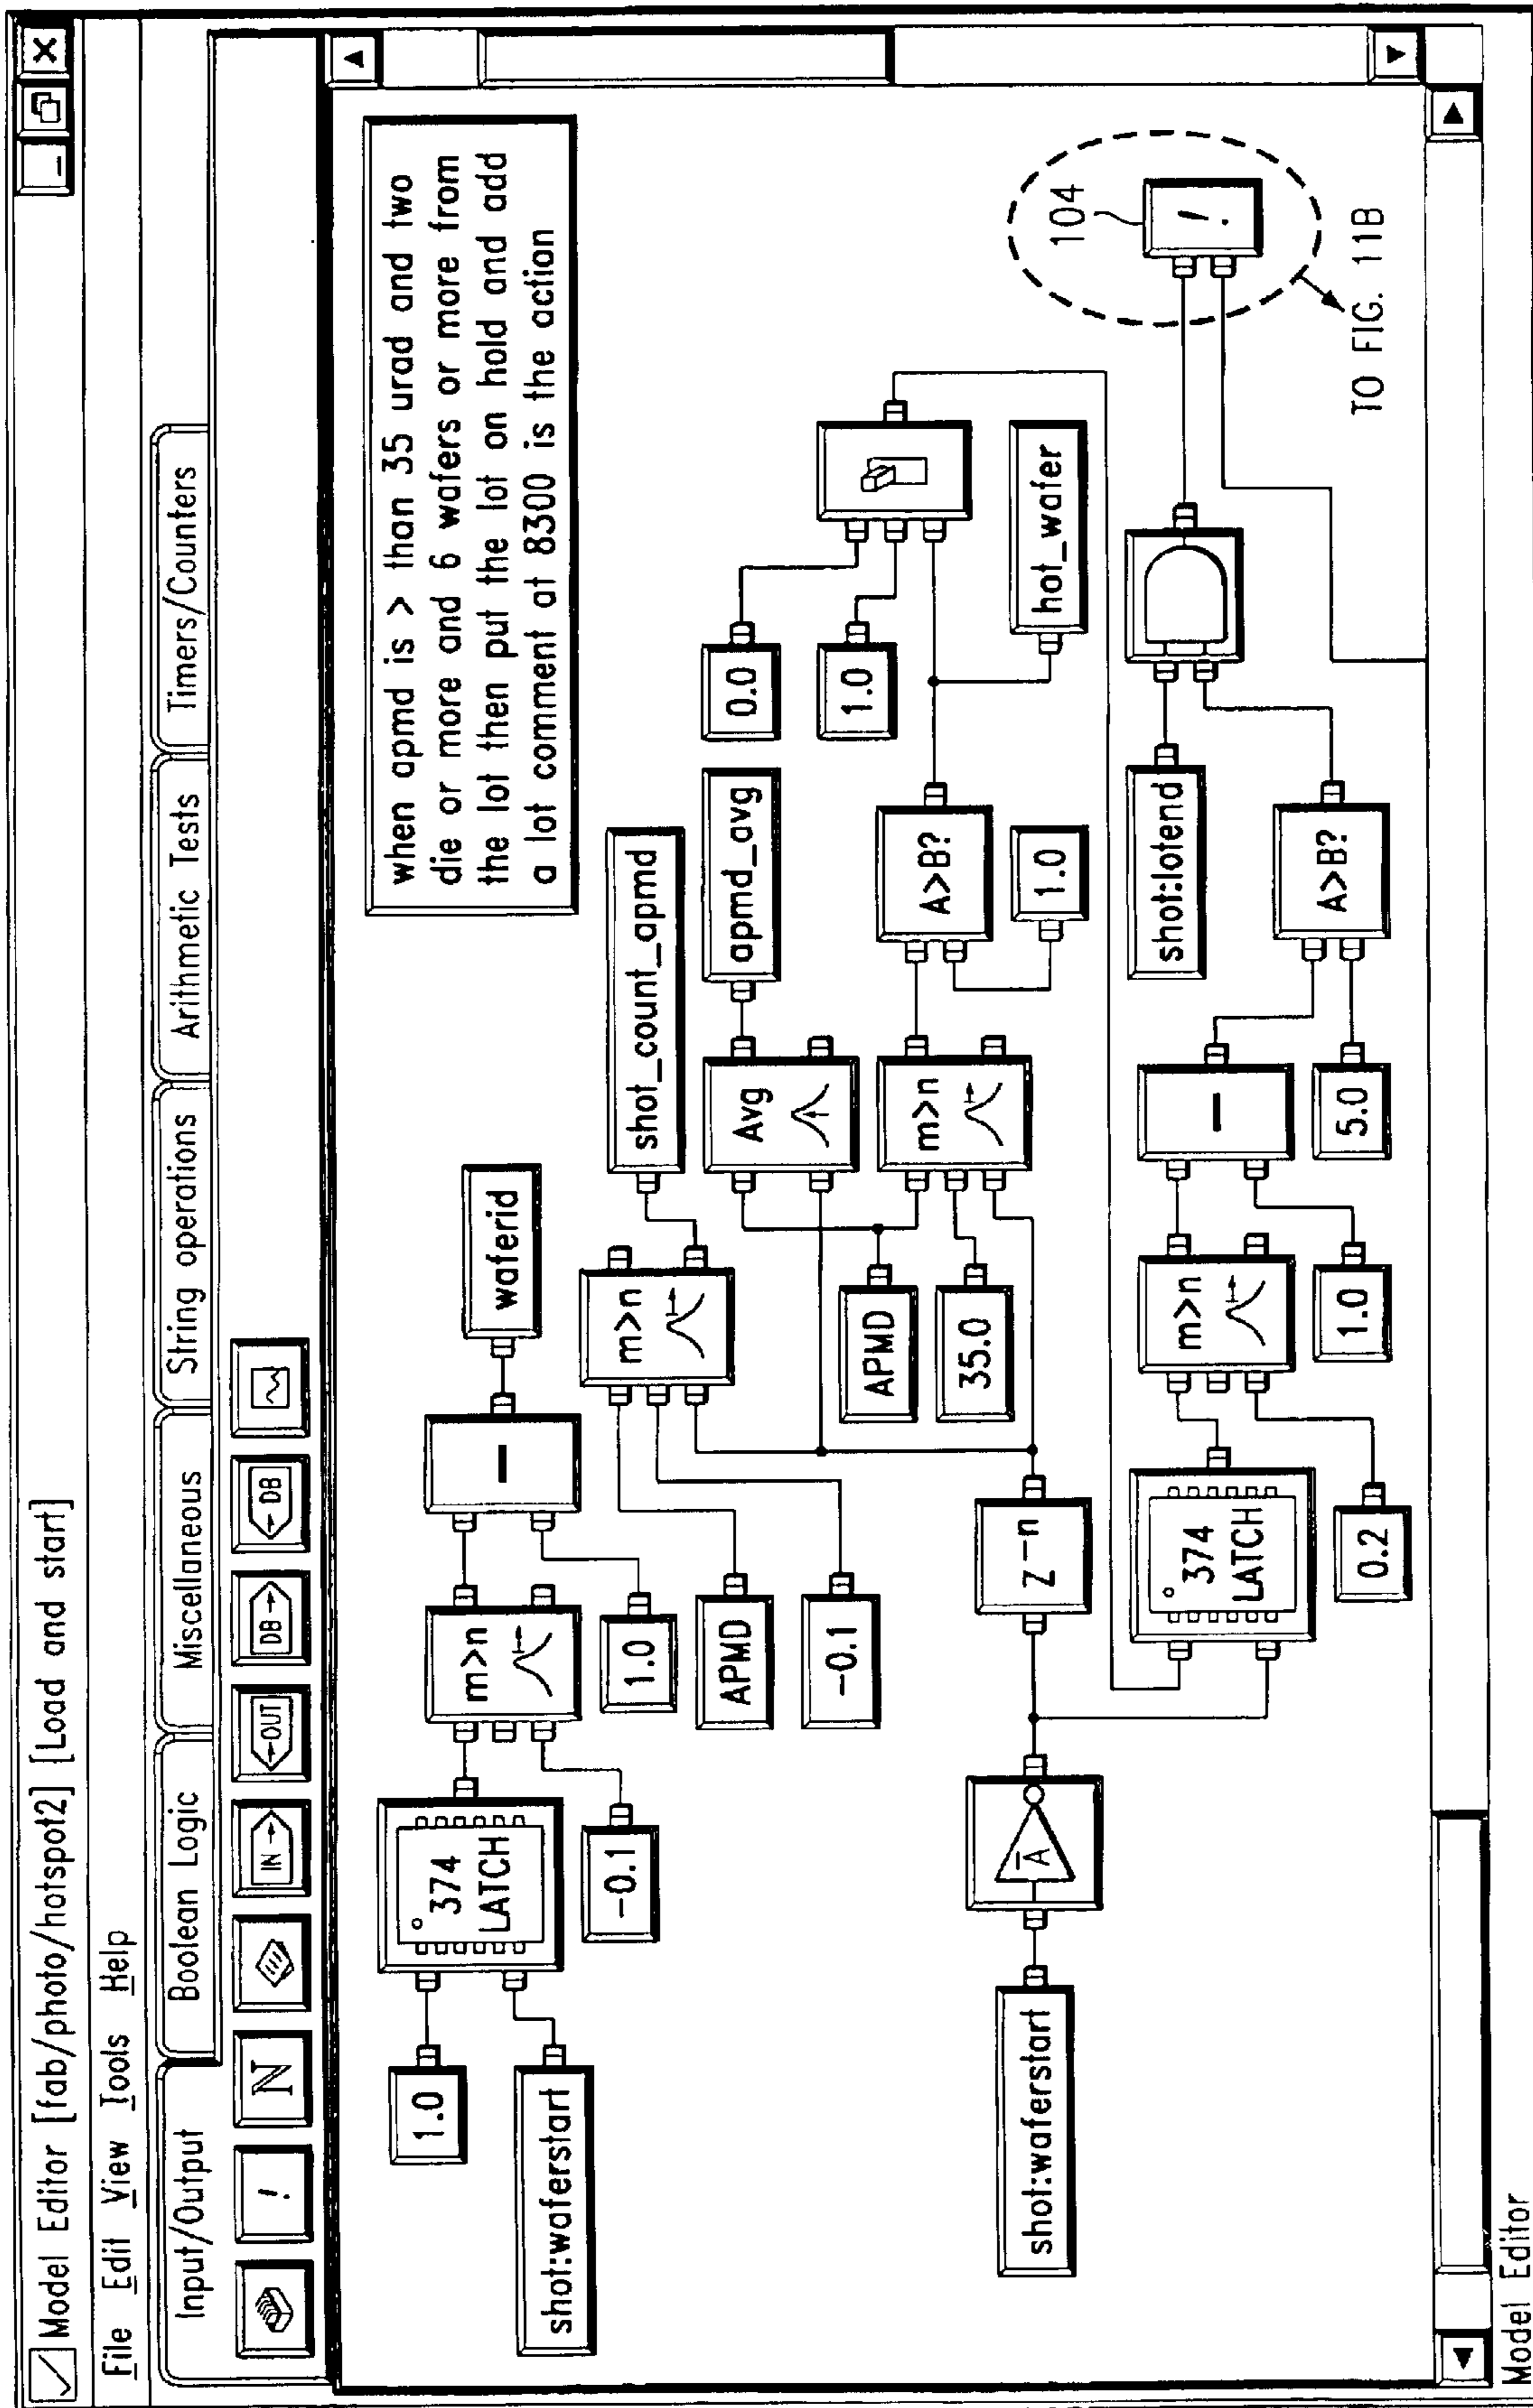 Model Editor [fab/photo/hotspot2] [Load and start]
File Edit View Tools Help
Input/Output
Boolean Logic
Miscellaneous
String operations
Arithmetic Tests
Timers/Counters
!
N
IN→
←OUT
DB→
←DB
when apmd is > than 35 urad and two
die or more and 6 wafers or more from
the lot then put the lot on hold and add
a lot comment at 8300 is the action
1.0
shot:waferstart
374
LATCH
-0.1
m>n
1.0
–
waferid
APMD
-0.1
m>n
shot_count_apmd
Avg
apmd_avg
0.0
1.0
APMD
35.0
m>n
A>B?
1.0
hot_wafer
shot:waferstart
A
Z-n
374
LATCH
0.2
m>n
1.0
–
5.0
A>B?
shot:lotend
104
!
TO FIG. 11B
Model Editor